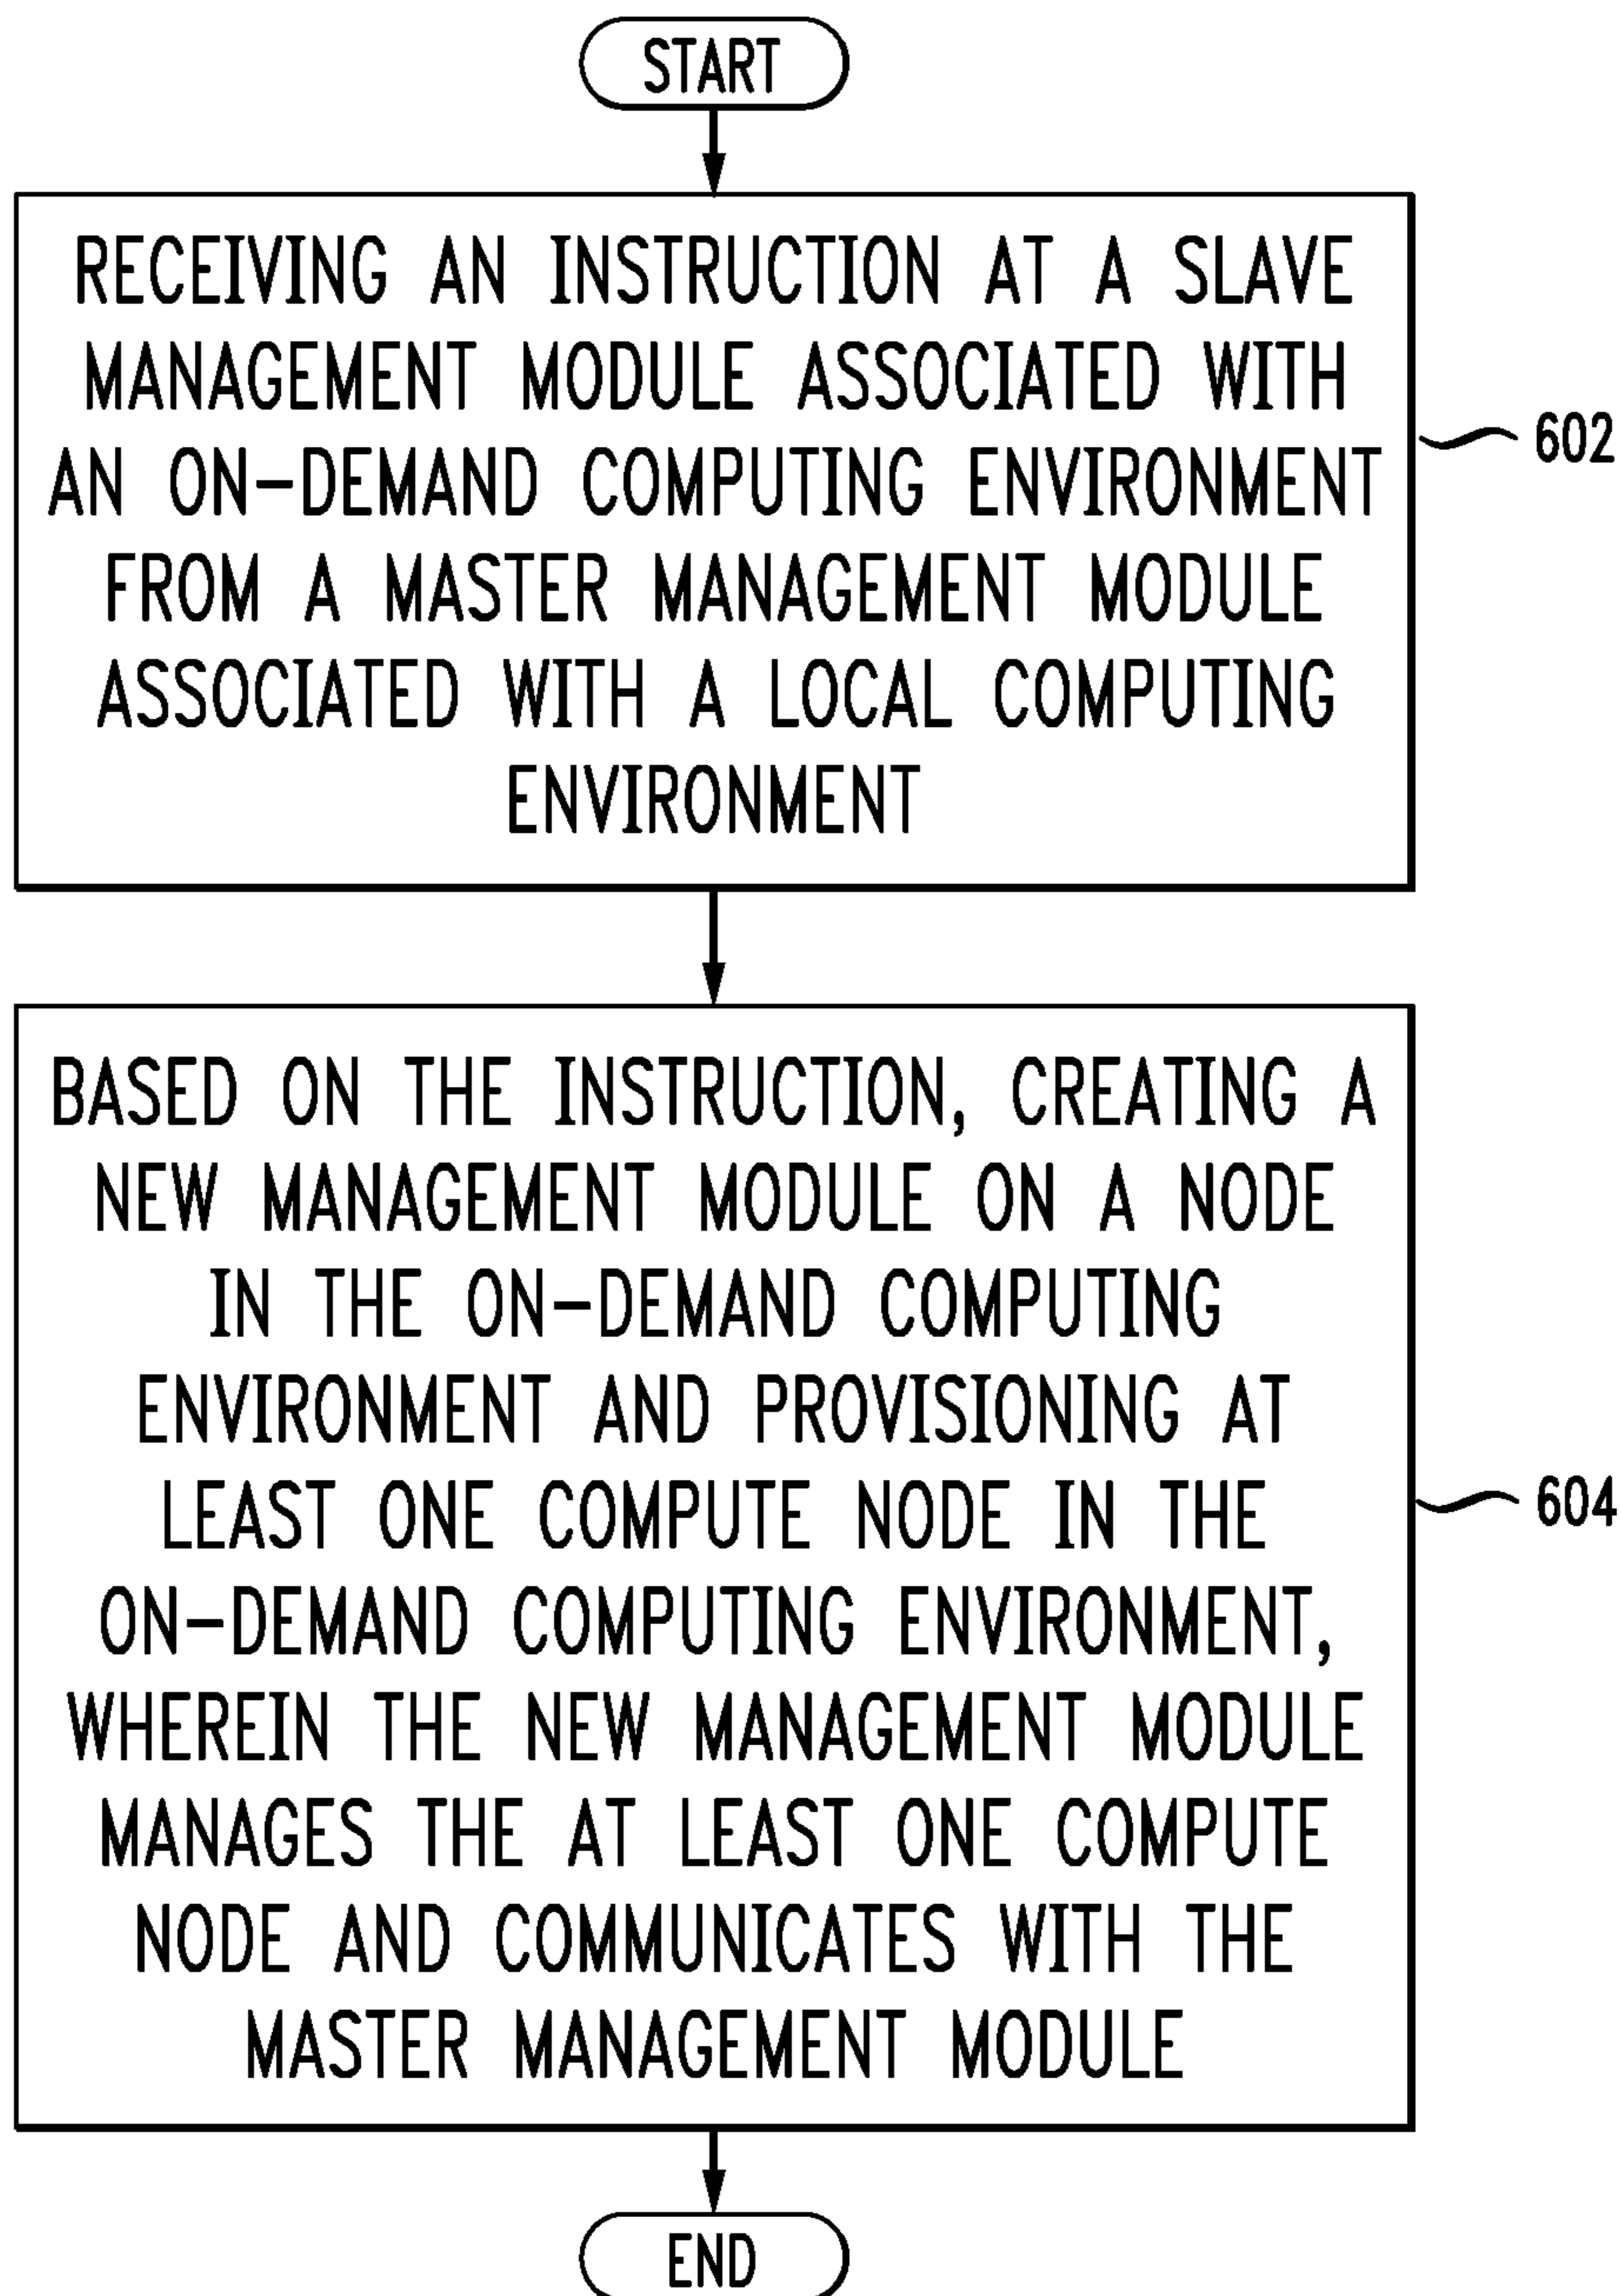 START
RECEIVING AN INSTRUCTION AT A SLAVE
MANAGEMENT MODULE ASSOCIATED WITH
AN ON-DEMAND COMPUTING ENVIRONMENT
FROM A MASTER MANAGEMENT MODULE
ASSOCIATED WITH A LOCAL COMPUTING
ENVIRONMENT
602
BASED ON THE INSTRUCTION, CREATING A
NEW MANAGEMENT MODULE ON A NODE
IN THE ON-DEMAND COMPUTING
ENVIRONMENT AND PROVISIONING AT
LEAST ONE COMPUTE NODE IN THE
ON-DEMAND COMPUTING ENVIRONMENT,
WHEREIN THE NEW MANAGEMENT MODULE
MANAGES THE AT LEAST ONE COMPUTE
NODE AND COMMUNICATES WITH THE
MASTER MANAGEMENT MODULE
604
END